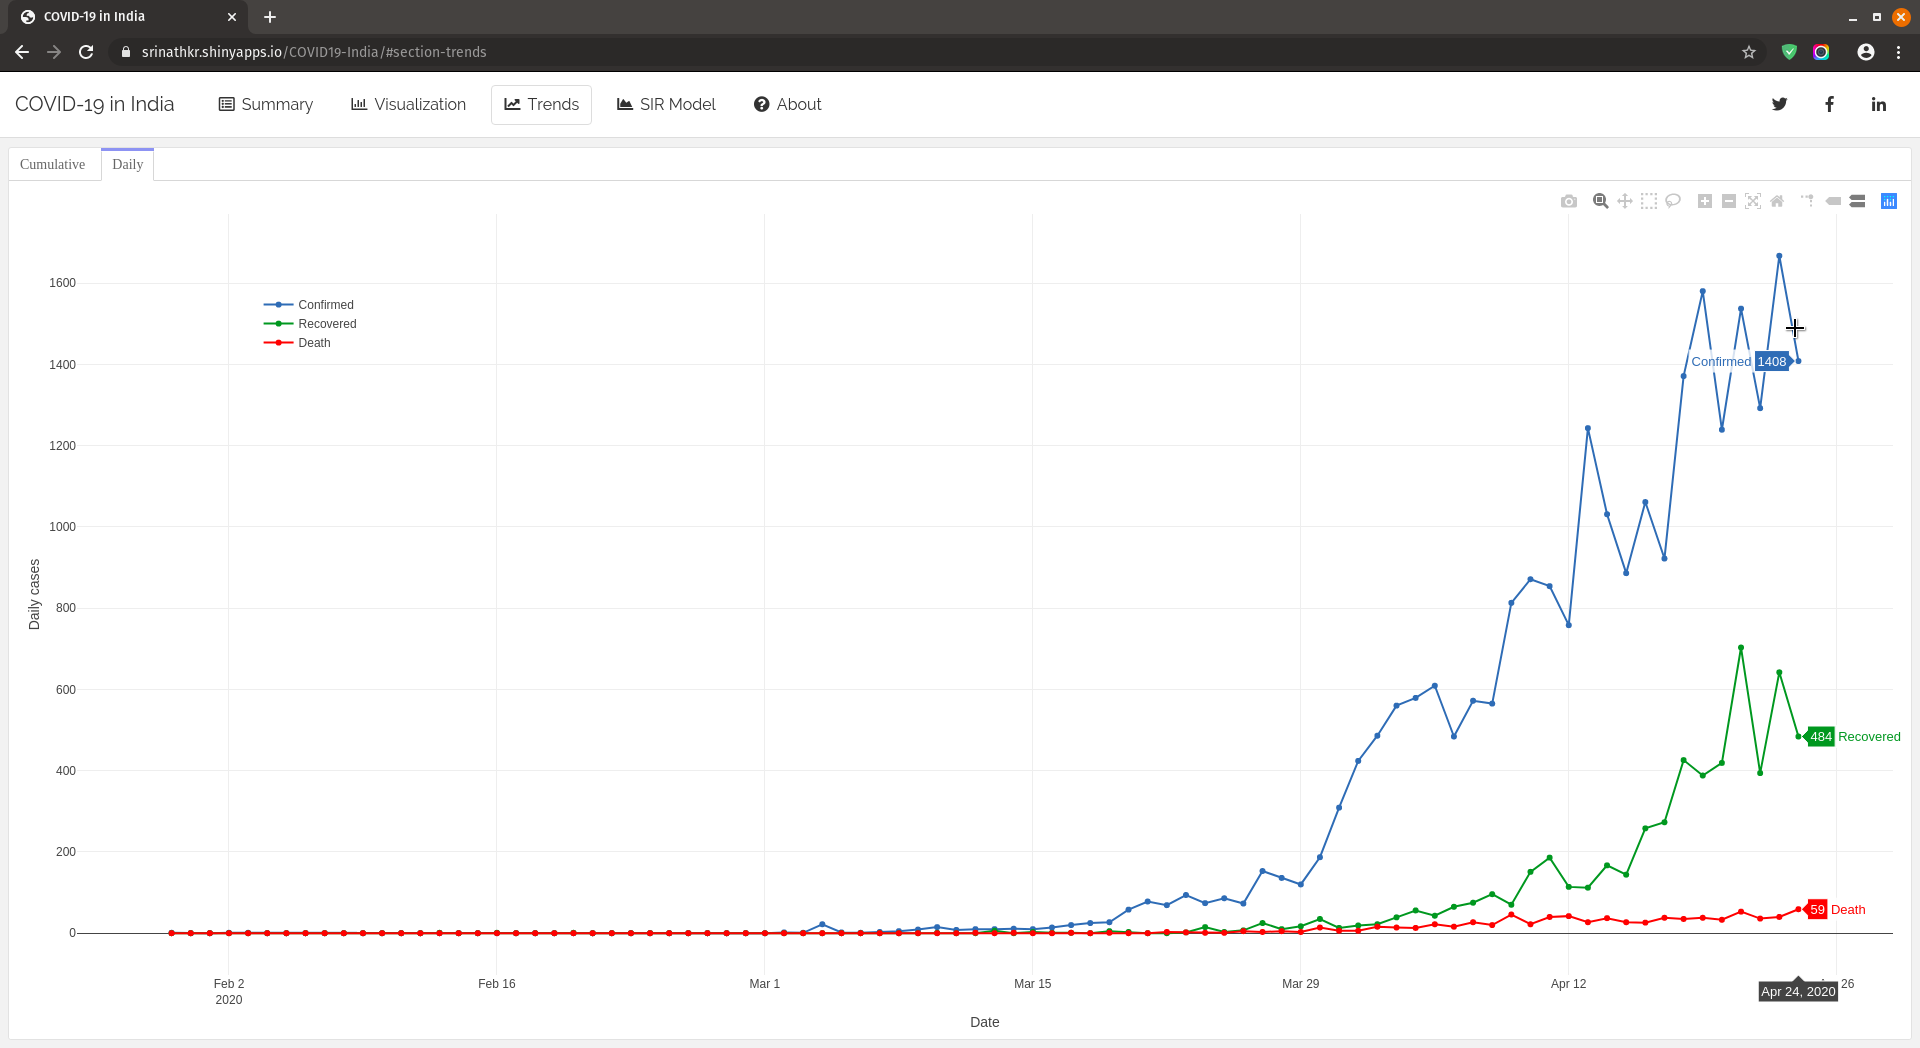 COVID-19 in India
srinathkr.shinyapps.io/COVID19-India/#section-trends
COVID-19 in India Summary Visualization Trends SIR Model About
Cumulative Daily
1600
1400
1200
1000
800
600
400
200
0
Daily cases
Confirmed
Recovered
Death
Confirmed 1408
484 Recovered
59 Death
Feb 2 Feb 16 Mar 1 Mar 15 Mar 29 Apr 12 26
2020
Apr 24, 2020
Date